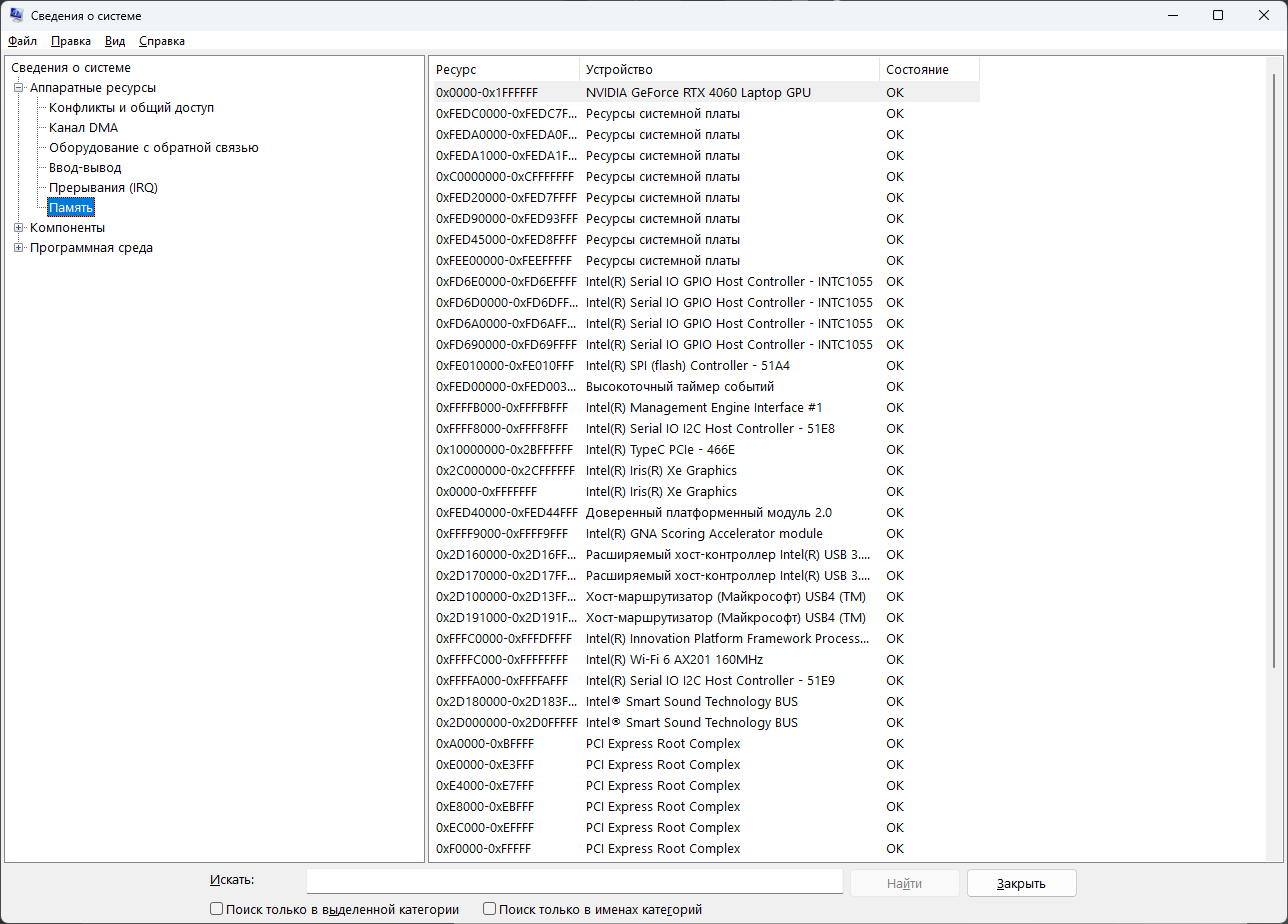 Сведения о системе
Файл Правка Вид Справка
Сведения о системе
Аппаратные ресурсы
Конфликты и общий доступ
Канал DMA
Оборудование с обратной связью
Ввод-вывод
Прерывания (IRQ)
Память
Компоненты
Программная среда
Ресурс Устройство Состояние
0x0000-0x1FFFFFF NVIDIA GeForce RTX 4060 Laptop GPU OK
0xFEDC0000-0xFEDC7F... Ресурсы системной платы OK
0xFEDA0000-0xFEDA0F... Ресурсы системной платы OK
0xFEDA1000-0xFEDA1F... Ресурсы системной платы OK
0xC0000000-0xCFFFFFFF Ресурсы системной платы OK
0xFED20000-0xFED7FFFF Ресурсы системной платы OK
0xFED90000-0xFED93FFF Ресурсы системной платы OK
0xFED45000-0xFED8FFFF Ресурсы системной платы OK
0xFEE00000-0xFEEFFFFF Ресурсы системной платы OK
0xFD6E0000-0xFD6EFFFF Intel(R) Serial IO GPIO Host Controller - INTC1055 OK
0xFD6D0000-0xFD6DFF... Intel(R) Serial IO GPIO Host Controller - INTC1055 OK
0xFD6A0000-0xFD6AFF... Intel(R) Serial IO GPIO Host Controller - INTC1055 OK
0xFD690000-0xFD69FFFF Intel(R) Serial IO GPIO Host Controller - INTC1055 OK
0xFE010000-0xFE010FFF Intel(R) SPI (flash) Controller - 51A4 OK
0xFED00000-0xFED003... Высокоточный таймер событий OK
0xFFFFB000-0xFFFFBFFF Intel(R) Management Engine Interface #1 OK
0xFFFF8000-0xFFFF8FFF Intel(R) Serial IO I2C Host Controller - 51E8 OK
0x10000000-0x2BFFFFFF Intel(R) TypeC PCIe - 466E OK
0x2C000000-0x2CFFFFFF Intel(R) Iris(R) Xe Graphics OK
0x0000-0xFFFFFFF Intel(R) Iris(R) Xe Graphics OK
0xFED40000-0xFED44FFF Доверенный платформенный модуль 2.0 OK
0xFFFF9000-0xFFFF9FFF Intel(R) GNA Scoring Accelerator module OK
0x2D160000-0x2D16FF... Расширяемый хост-контроллер Intel(R) USB 3.... OK
0x2D170000-0x2D17FF... Расширяемый хост-контроллер Intel(R) USB 3.... OK
0x2D100000-0x2D13FF... Хост-маршрутизатор (Майкрософт) USB4 (TM) OK
0x2D191000-0x2D191F... Хост-маршрутизатор (Майкрософт) USB4 (TM) OK
0xFFFC0000-0xFFFDFFFF Intel(R) Innovation Platform Framework Process... OK
0xFFFFC000-0xFFFFFFFF Intel(R) Wi-Fi 6 AX201 160MHz OK
0xFFFFA000-0xFFFFAFFF Intel(R) Serial IO I2C Host Controller - 51E9 OK
0x2D180000-0x2D183F... Intel® Smart Sound Technology BUS OK
0x2D000000-0x2D0FFFFF Intel® Smart Sound Technology BUS OK
0xA0000-0xBFFFF PCI Express Root Complex OK
0xE0000-0xE3FFF PCI Express Root Complex OK
0xE4000-0xE7FFF PCI Express Root Complex OK
0xE8000-0xEBFFF PCI Express Root Complex OK
0xEC000-0xEFFFF PCI Express Root Complex OK
0xF0000-0xFFFFF PCI Express Root Complex OK
Искать: Найти Закрыть
Поиск только в выделенной категории Поиск только в именах категорий